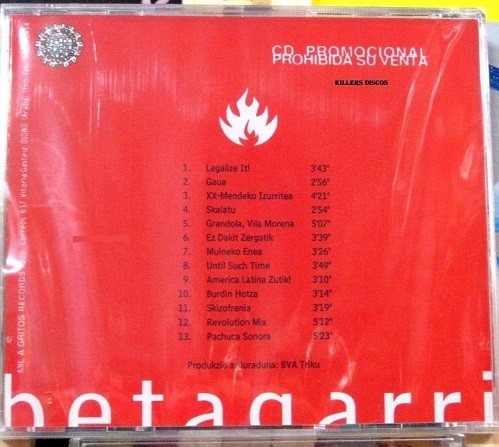 CD PROMOCIONAL
PROHIBIDA SU VENTA
KILLERS DISCOS
1. Legalize It! 3'43"
2. Gaua 2'56"
3. XX-Mendeko Izurritea 4'21"
4. Skalatu 2'54"
5. Grandola, Vila Morena 5'07"
6. Ez Dakit Zergatik 3'39"
7. Muineko Enea 3'26"
8. Until Such Time 3'49"
9. America Latina Zutik! 3'10"
10. Burdin Hotza 3'14"
11. Skizofrenia 3'19"
12. Revolution Mix 5'12"
13. Pachuca Sonora 5'23"
Produkzio arduraduna: BVA Triku
betagarri
MIL A GRITOS RECORDS